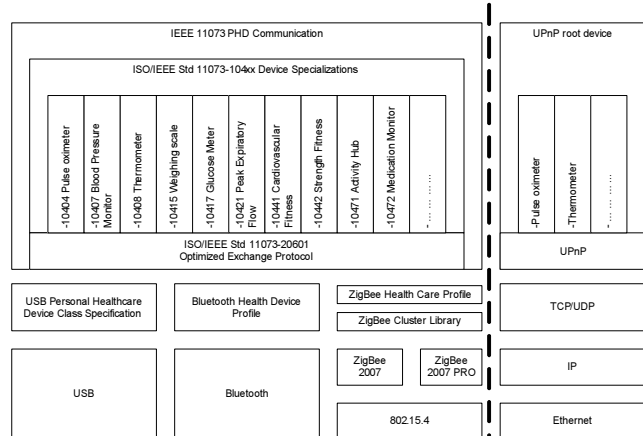 IEEE 11073 PHD Communication
ISO/IEEE Std 11073-104xx Device Specializations
-10404 Pulse oximeter
-10407 Blood Pressure
Monitor
-10408 Thermometer
-10415 Weighing scale
-10417 Glucose Meter
-10421 Peak Expiratory
Flow
-10441 Cardiovascular
Fitness
-10442 Strength Fitness
-10471 Activity Hub
-10472 Medication Monitor
-............
ISO/IEEE Std 11073-20601
Optimized Exchange Protocol
USB Personal Healthcare
Device Class Specification
Bluetooth Health Device
Profile
ZigBee Health Care Profile
ZigBee Cluster Library
USB
Bluetooth
ZigBee
2007
ZigBee
2007 PRO
802.15.4
UPnP root device
-Pulse oximeter
-Thermometer
-............
UPnP
TCP/UDP
IP
Ethernet